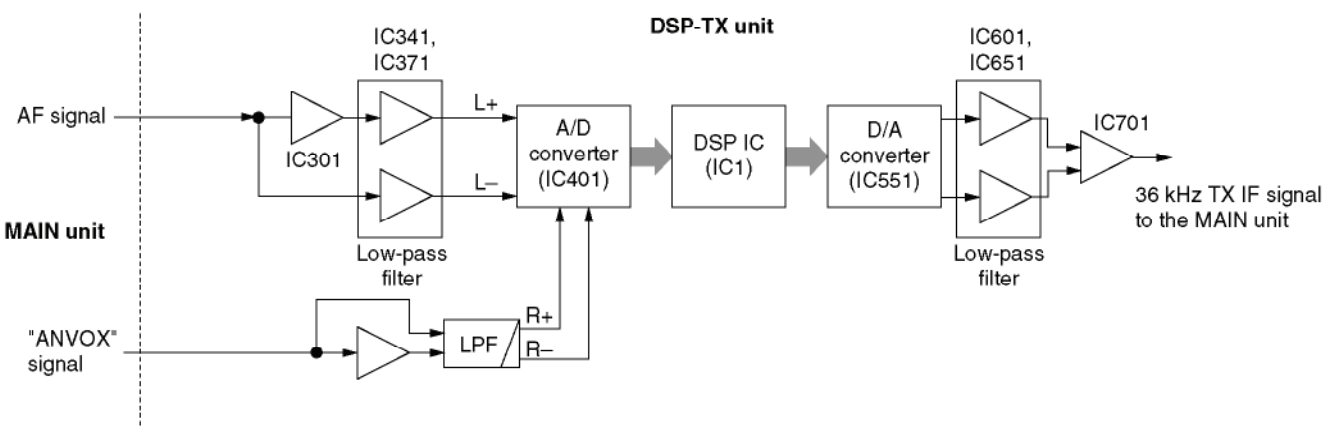 DSP-TX unit
IC341,
IC371
IC601,
IC651
AF signal
IC301
L+
L–
A/D
converter
(IC401)
DSP IC
(IC1)
D/A
converter
(IC551)
IC701
36 kHz TX IF signal
to the MAIN unit
MAIN unit
Low-pass
filter
Low-pass
filter
"ANVOX"
signal
LPF
R+
R–